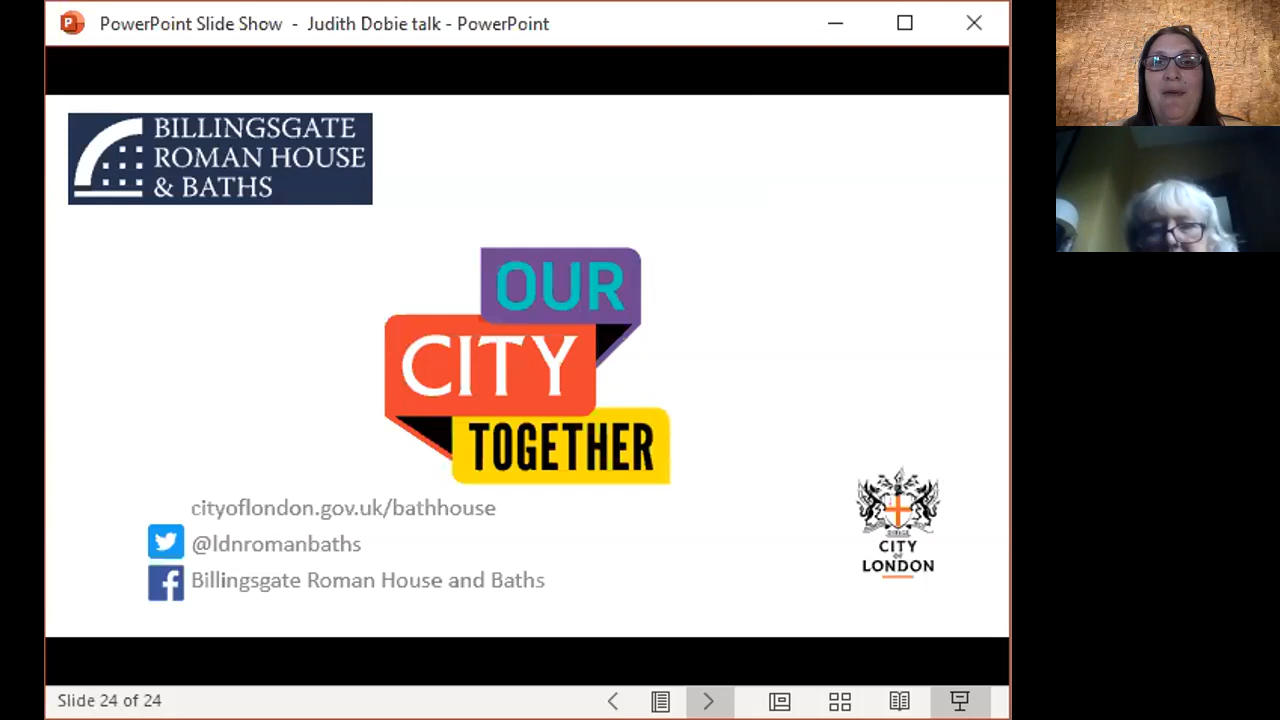 PowerPoint Slide Show - Judith Dobie talk - PowerPoint
BILLINGSGATE
ROMAN HOUSE
& BATHS
OUR
CITY
TOGETHER
cityoflondon.gov.uk/bathhouse
@ldnromanbaths
Billingsgate Roman House and Baths
CITY
OF
LONDON
Slide 24 of 24